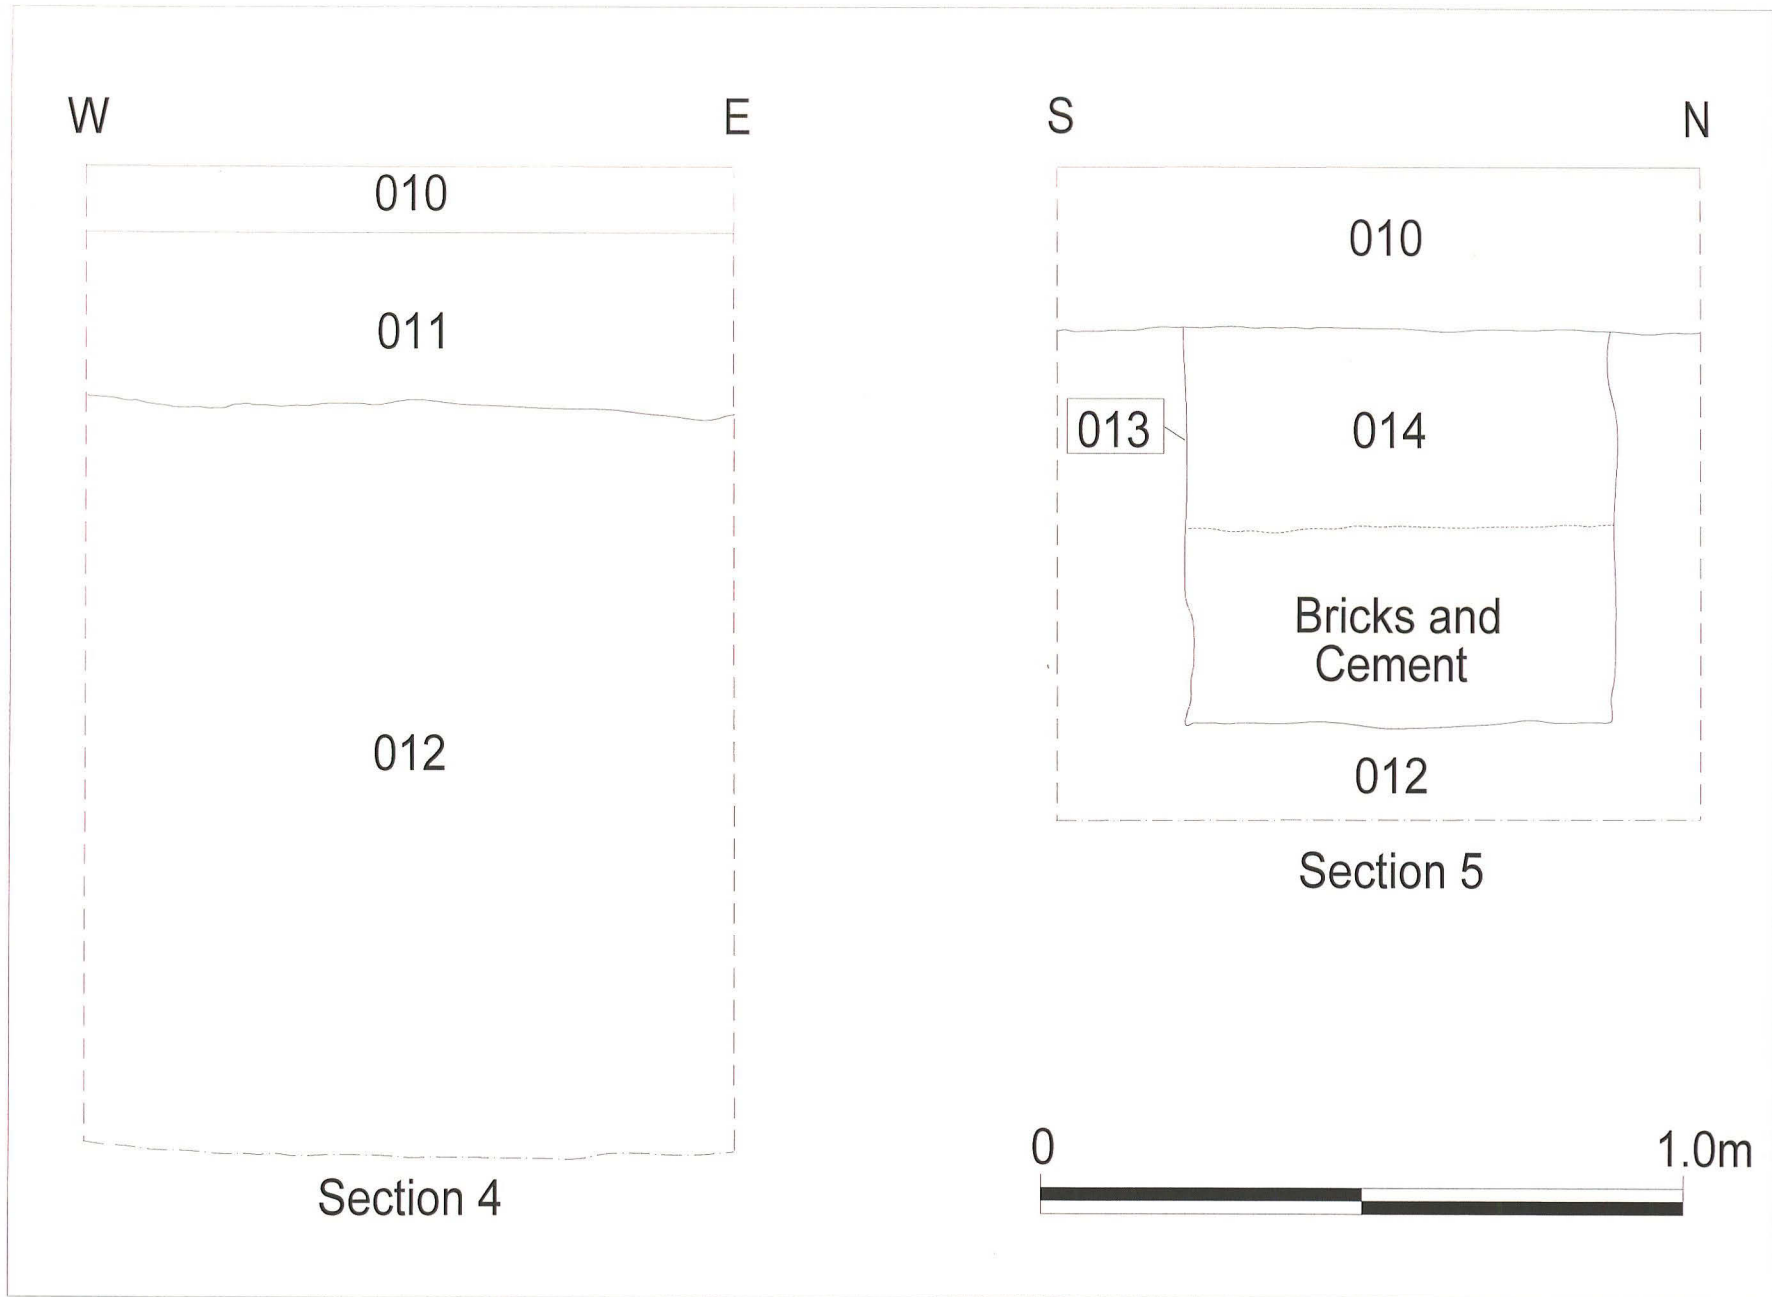 W E
010
011
012
Section 4
S N
010
013 014
Bricks and
Cement
012
Section 5
0 1.0m